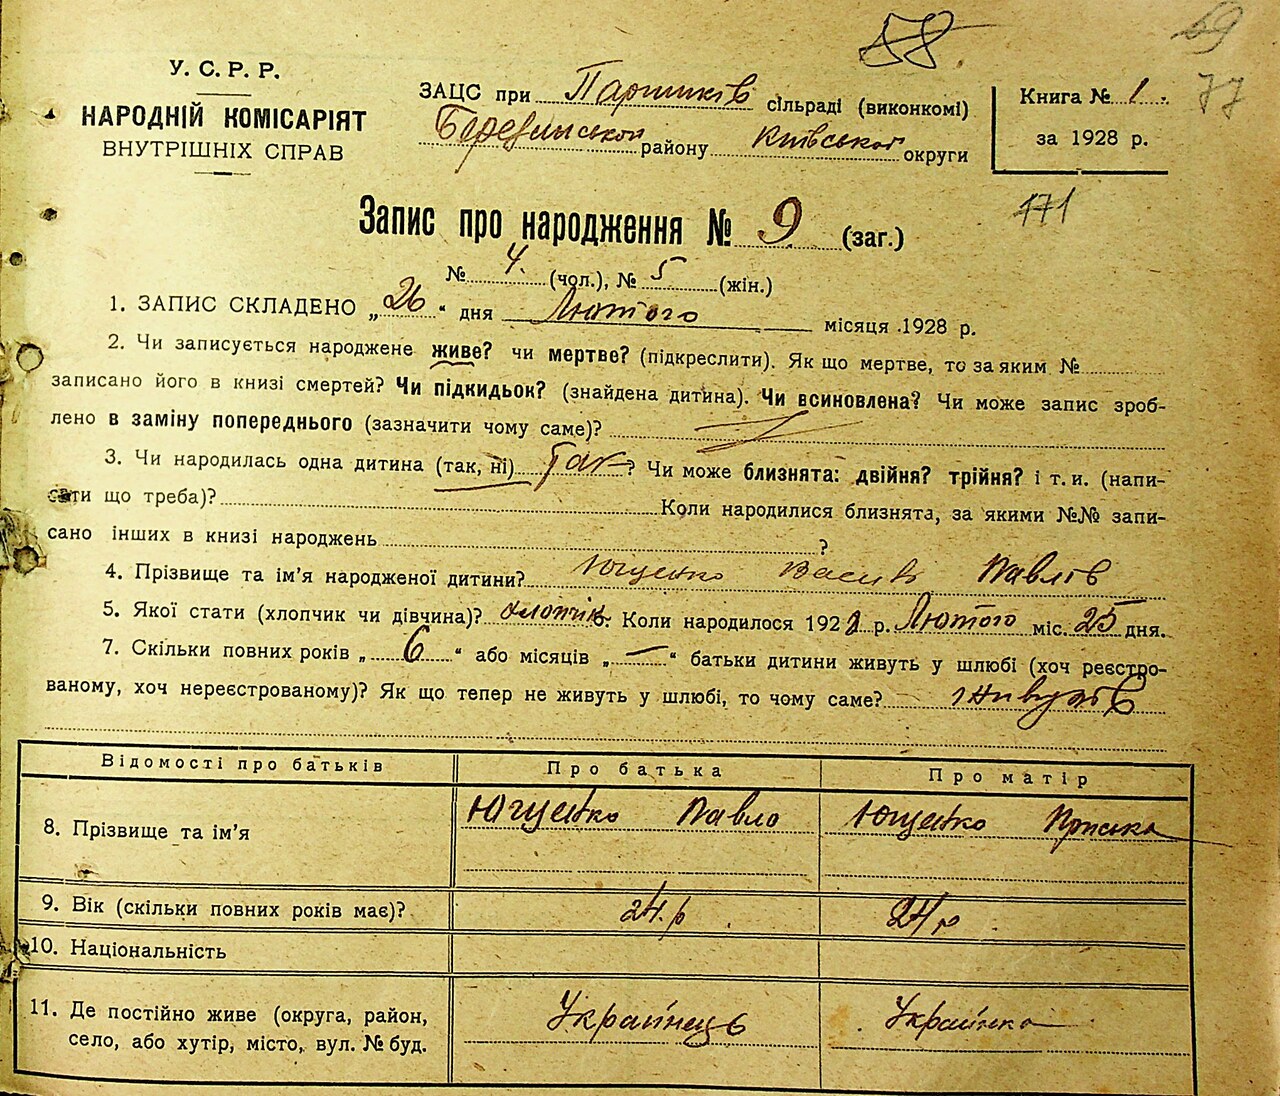 58
69
77
У. С. Р. Р.
НАРОДНІЙ КОМІСАРІЯТ
ВНУТРІШНІХ СПРАВ
ЗАЦС при Паришків сільраді (виконкомі)
району Київської округи
Книга № 1
за 1928 р.
171
Запис про народження № 9 (заг.)
№ 4. (чол.), № 5 (жін.)
1. ЗАПИС СКЛАДЕНО „26“ дня Лютого місяця 1928 р.
2. Чи записується народжене живе? чи мертве? (підкреслити). Як що мертве, то за яким №
записано його в книзі смертей? Чи підкидьок? (знайдена дитина). Чи всиновлена? Чи може запис зроб-
лено в заміну попереднього (зазначити чому саме)?
3. Чи народилась одна дитина (так, ні) Так? Чи може близнята: двійня? трійня? і т. и. (напи-
сати що треба)? Коли народилися близнята, за якими №№ запи-
сано інших в книзі народжень ?
4. Прізвище та ім’я народженої дитини? Ющенко Василь Павлів
5. Якої стати (хлопчик чи дівчина)? хлопчик. Коли народилося 1928 р. Лютого міс. 25 дня.
7. Скільки повних років „6“ або місяців „—“ батьки дитини живуть у шлюбі (хоч реєстро-
ваному, хоч нереєстрованому)? Як що тепер не живуть у шлюбі, то чому саме? живуть
Відомості про батьків Про батька Про матір
8. Прізвище та ім’я Ющенко Павло Ющенко Приська
9. Вік (скільки повних років має)? 24.р. 24 р.
10. Національність
11. Де постійно живе (округа, район, Українець Українка
село, або хутір, місто, вул. № буд.